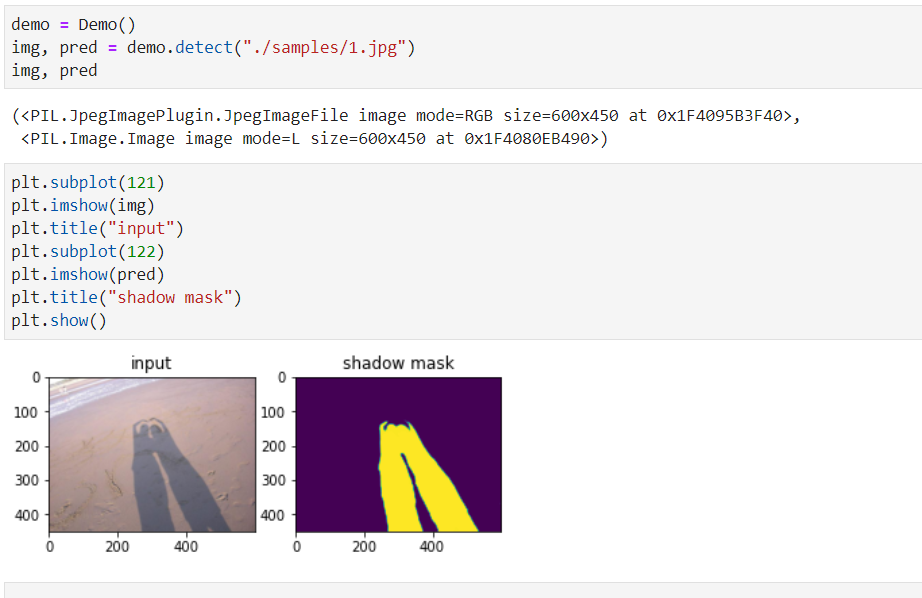 demo = Demo()
img, pred = demo.detect("./samples/1.jpg")
img, pred
(<PIL.JpegImagePlugin.JpegImageFile image mode=RGB size=600x450 at 0x1F4095B3F40>,
 <PIL.Image.Image image mode=L size=600x450 at 0x1F4080EB490>)
plt.subplot(121)
plt.imshow(img)
plt.title("input")
plt.subplot(122)
plt.imshow(pred)
plt.title("shadow mask")
plt.show()
input
0
100
200
300
400
0 200 400
shadow mask
0
100
200
300
400
0 200 400